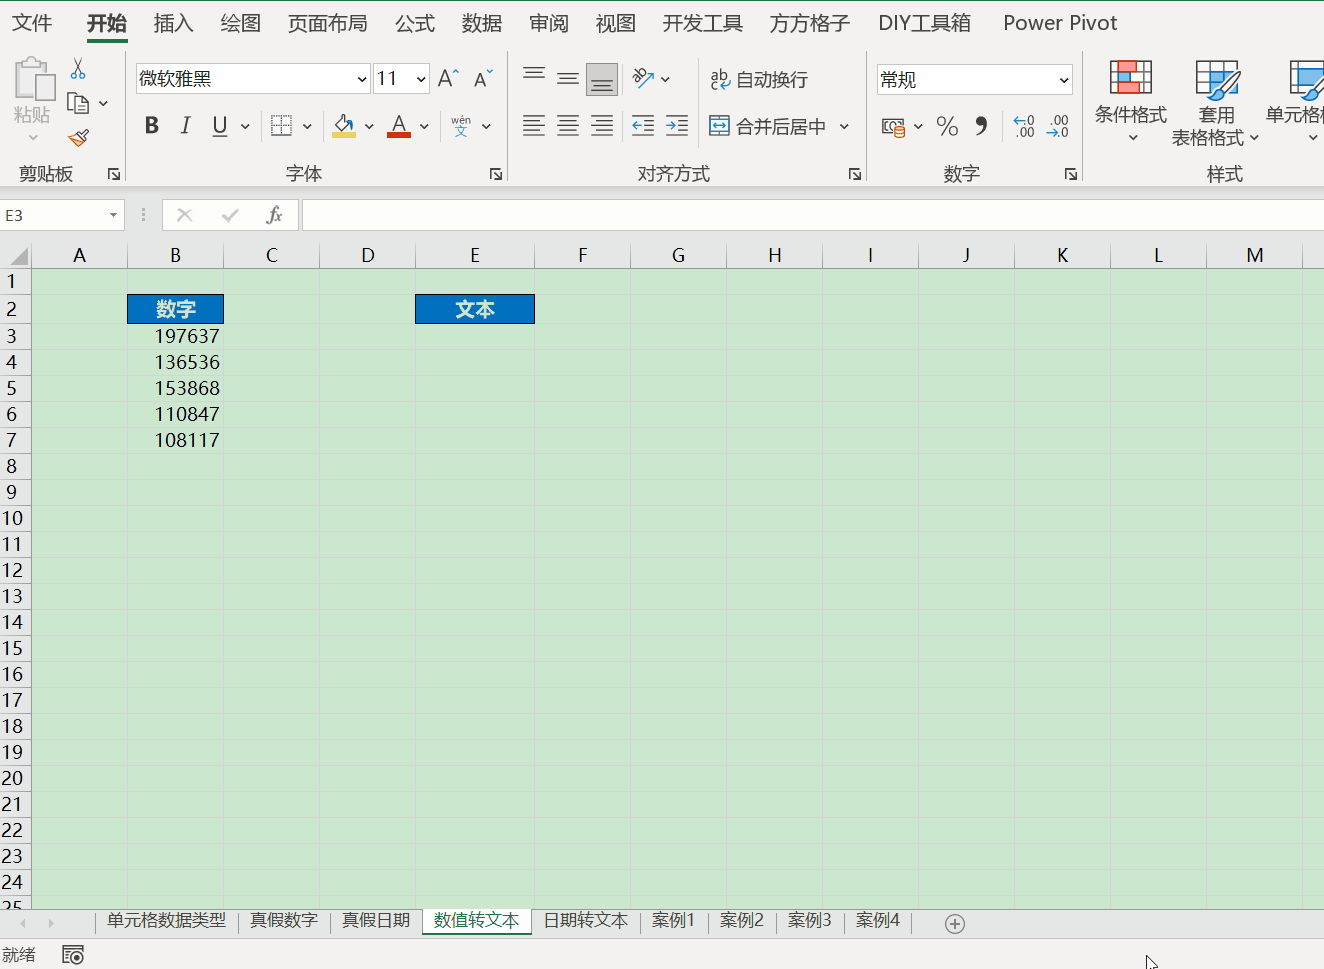 文件 开始 插入 绘图 页面布局 公式 数据 审阅 视图 开发工具 方方格子 DIY工具箱 Power Pivot
粘贴 微软雅黑 11 A A ab 自动换行 常规 条件格式 套用 表格格式 单元格
B I U A wén 文 合并后居中 % .00 .00
剪贴板 字体 对齐方式 数字 样式
E3 fx
A B C D E F G H I J K L M
1
2 数字 文本
3 197637
4 136536
5 153868
6 110847
7 108117
8
9
10
11
12
13
14
15
16
17
18
19
20
21
22
23
24
25
单元格数据类型 真假数字 真假日期 数值转文本 日期转文本 案例1 案例2 案例3 案例4
就绪